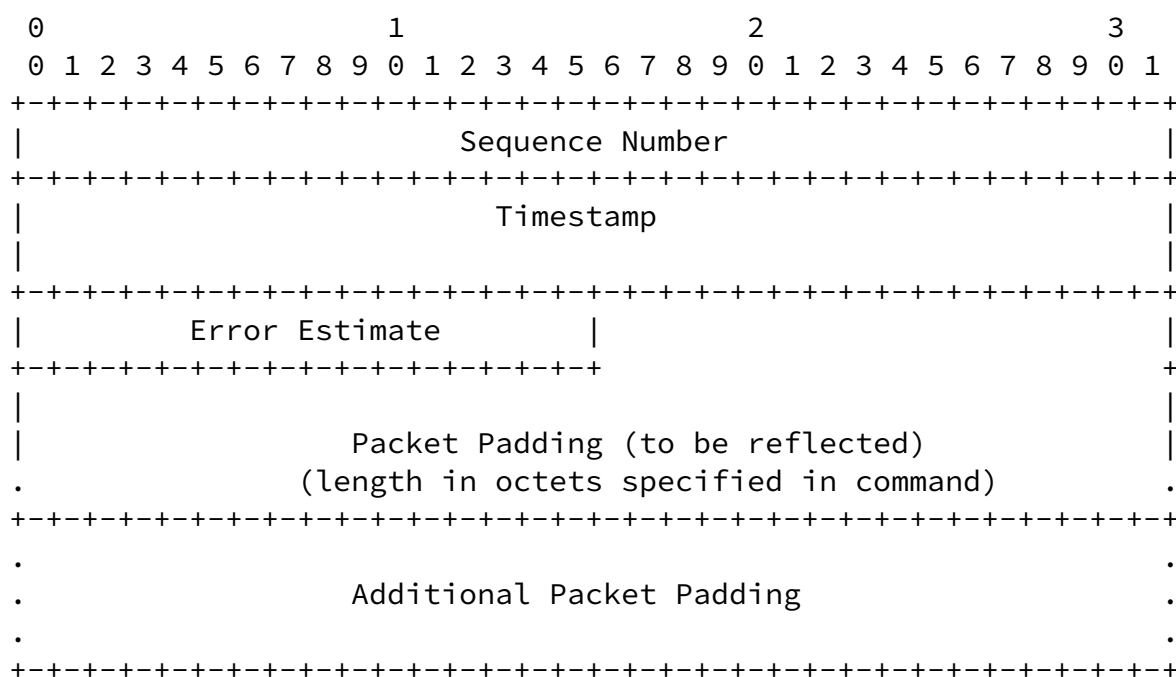 0                   1                   2                   3
 0 1 2 3 4 5 6 7 8 9 0 1 2 3 4 5 6 7 8 9 0 1 2 3 4 5 6 7 8 9 0 1
+-+-+-+-+-+-+-+-+-+-+-+-+-+-+-+-+-+-+-+-+-+-+-+-+-+-+-+-+-+-+-+-+
|                        Sequence Number                        |
+-+-+-+-+-+-+-+-+-+-+-+-+-+-+-+-+-+-+-+-+-+-+-+-+-+-+-+-+-+-+-+-+
|                          Timestamp                            |
|                                                               |
+-+-+-+-+-+-+-+-+-+-+-+-+-+-+-+-+-+-+-+-+-+-+-+-+-+-+-+-+-+-+-+-+
|         Error Estimate        |                               |
+-+-+-+-+-+-+-+-+-+-+-+-+-+-+-+-+                               +
|                                                               |
|                  Packet Padding (to be reflected)             |
.               (length in octets specified in command)         .
+-+-+-+-+-+-+-+-+-+-+-+-+-+-+-+-+-+-+-+-+-+-+-+-+-+-+-+-+-+-+-+-+
.                                                               .
.                  Additional Packet Padding                    .
.                                                               .
+-+-+-+-+-+-+-+-+-+-+-+-+-+-+-+-+-+-+-+-+-+-+-+-+-+-+-+-+-+-+-+-+